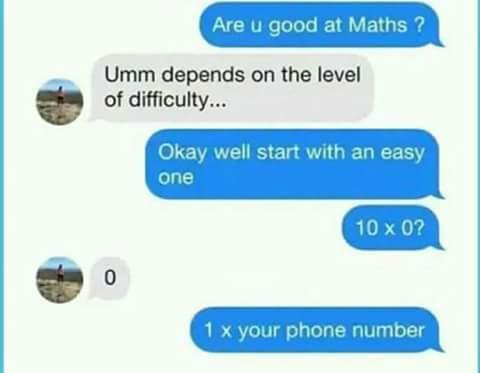 Are u good at Maths ?
Umm depends on the level
of difficulty...
Okay well start with an easy
one
10 x 0?
0
1 x your phone number